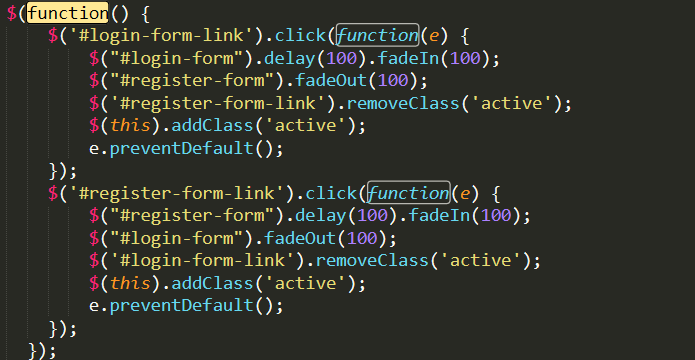 $(function() {
    $('#login-form-link').click(function(e) {
        $("#login-form").delay(100).fadeIn(100);
        $("#register-form").fadeOut(100);
        $('#register-form-link').removeClass('active');
        $(this).addClass('active');
        e.preventDefault();
    });
    $('#register-form-link').click(function(e) {
        $("#register-form").delay(100).fadeIn(100);
        $("#login-form").fadeOut(100);
        $('#login-form-link').removeClass('active');
        $(this).addClass('active');
        e.preventDefault();
    });
  });